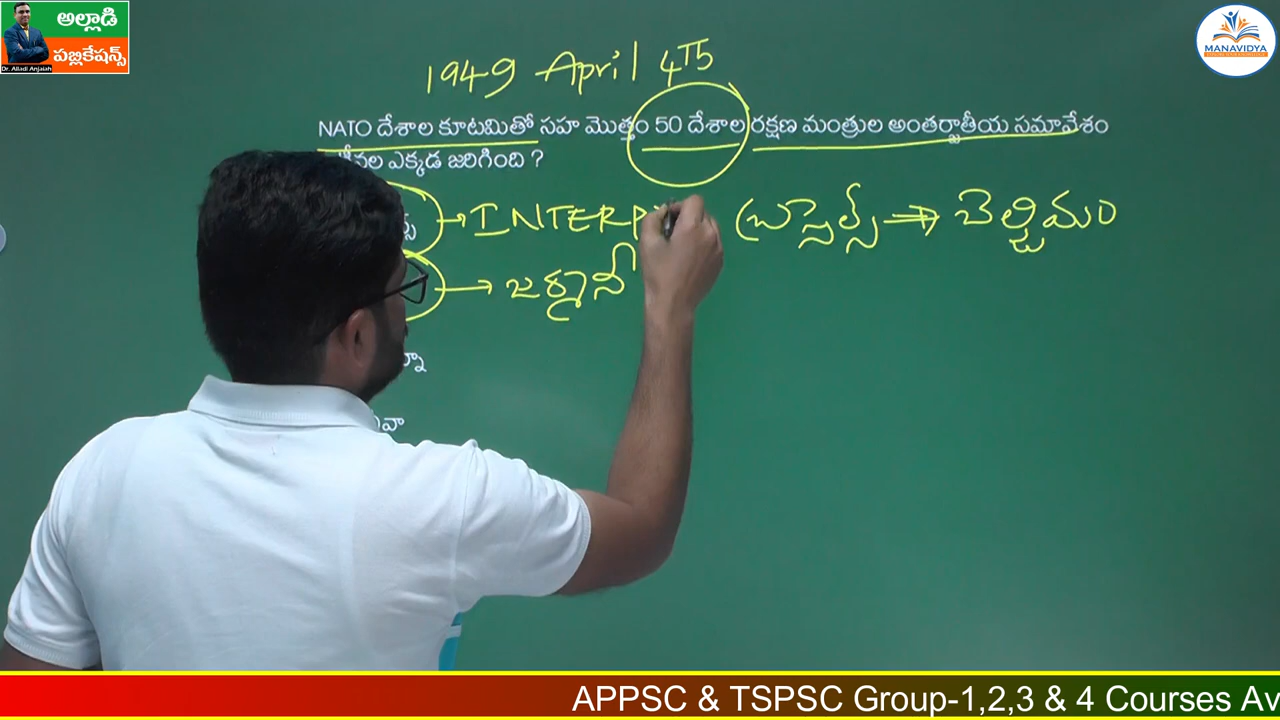 అల్లాడి
పబ్లికేషన్స్
Dr. Alladi Anjaiah
MANAVIDYA
1949 April 4
NATO దేశాల కూటమితో సహ మొత్తం 50 దేశాల రక్షణ మంత్రుల అంతర్జాతీయ సమావేశం
ఎక్కడ జరిగింది ?
→ INTERP (బ్రస్సెల్స్ → బెల్జియం
→ జర్మనీ
APPSC & TSPSC Group-1,2,3 & 4 Courses Av